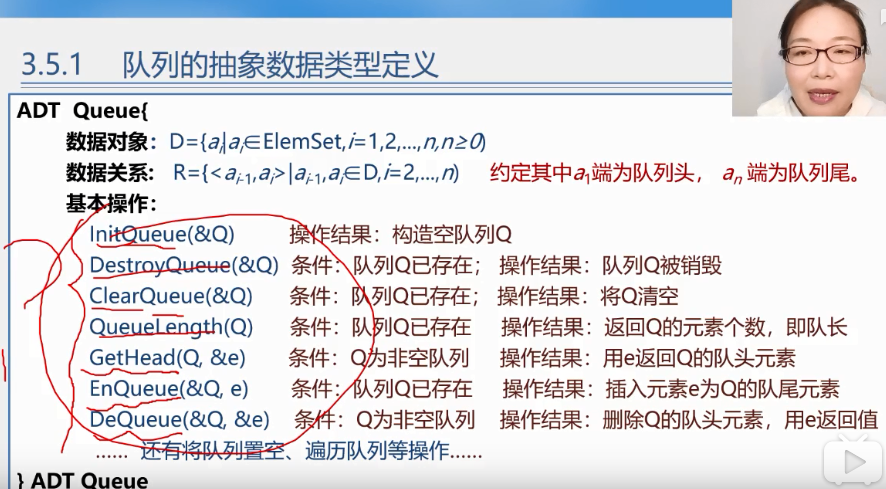 3.5.1 队列的抽象数据类型定义
ADT Queue{
数据对象：D={aᵢ|aᵢ∈ElemSet,i=1,2,...,n,n≥0)
数据关系：R={<aᵢ₋₁,aᵢ>|aᵢ₋₁,aᵢ∈D,i=2,...,n) 约定其中a₁端为队列头， aₙ端为队列尾。
基本操作：
InitQueue(&Q) 操作结果：构造空队列Q
DestroyQueue(&Q) 条件：队列Q已存在； 操作结果：队列Q被销毁
ClearQueue(&Q) 条件：队列Q已存在； 操作结果：将Q清空
QueueLength(Q) 条件：队列Q已存在 操作结果：返回Q的元素个数，即队长
GetHead(Q, &e) 条件：Q为非空队列 操作结果：用e返回Q的队头元素
EnQueue(&Q, e) 条件：队列Q已存在 操作结果：插入元素e为Q的队尾元素
DeQueue(&Q, &e) 条件：Q为非空队列 操作结果：删除Q的队头元素，用e返回值
...... 还有将队列置空、遍历队列等操作......
} ADT Queue